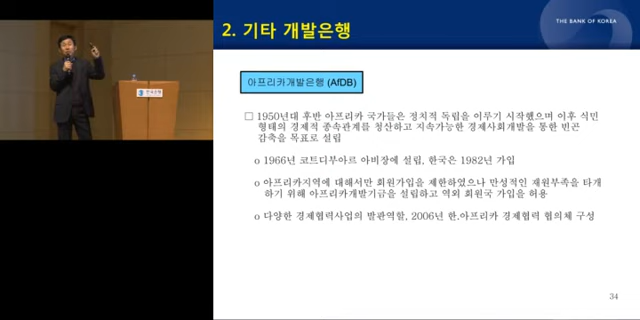 THE BANK OF KOREA
2. 기타 개발은행
아프리카개발은행 (AfDB)
□ 1950년대 후반 아프리카 국가들은 정치적 독립을 이루기 시작했으며 이후 식민
형태의 경제적 종속관계를 청산하고 지속가능한 경제사회개발을 통한 빈곤
감축을 목표로 설립
o 1966년 코트디부아르 아비장에 설립, 한국은 1982년 가입
o 아프리카지역에 대해서만 회원가입을 제한하였으나 만성적인 재원부족을 타개
하기 위해 아프리카개발기금을 설립하고 역외 회원국 가입을 허용
o 다양한 경제협력사업의 발판역할, 2006년 한.아프리카 경제협력 협의체 구성
34